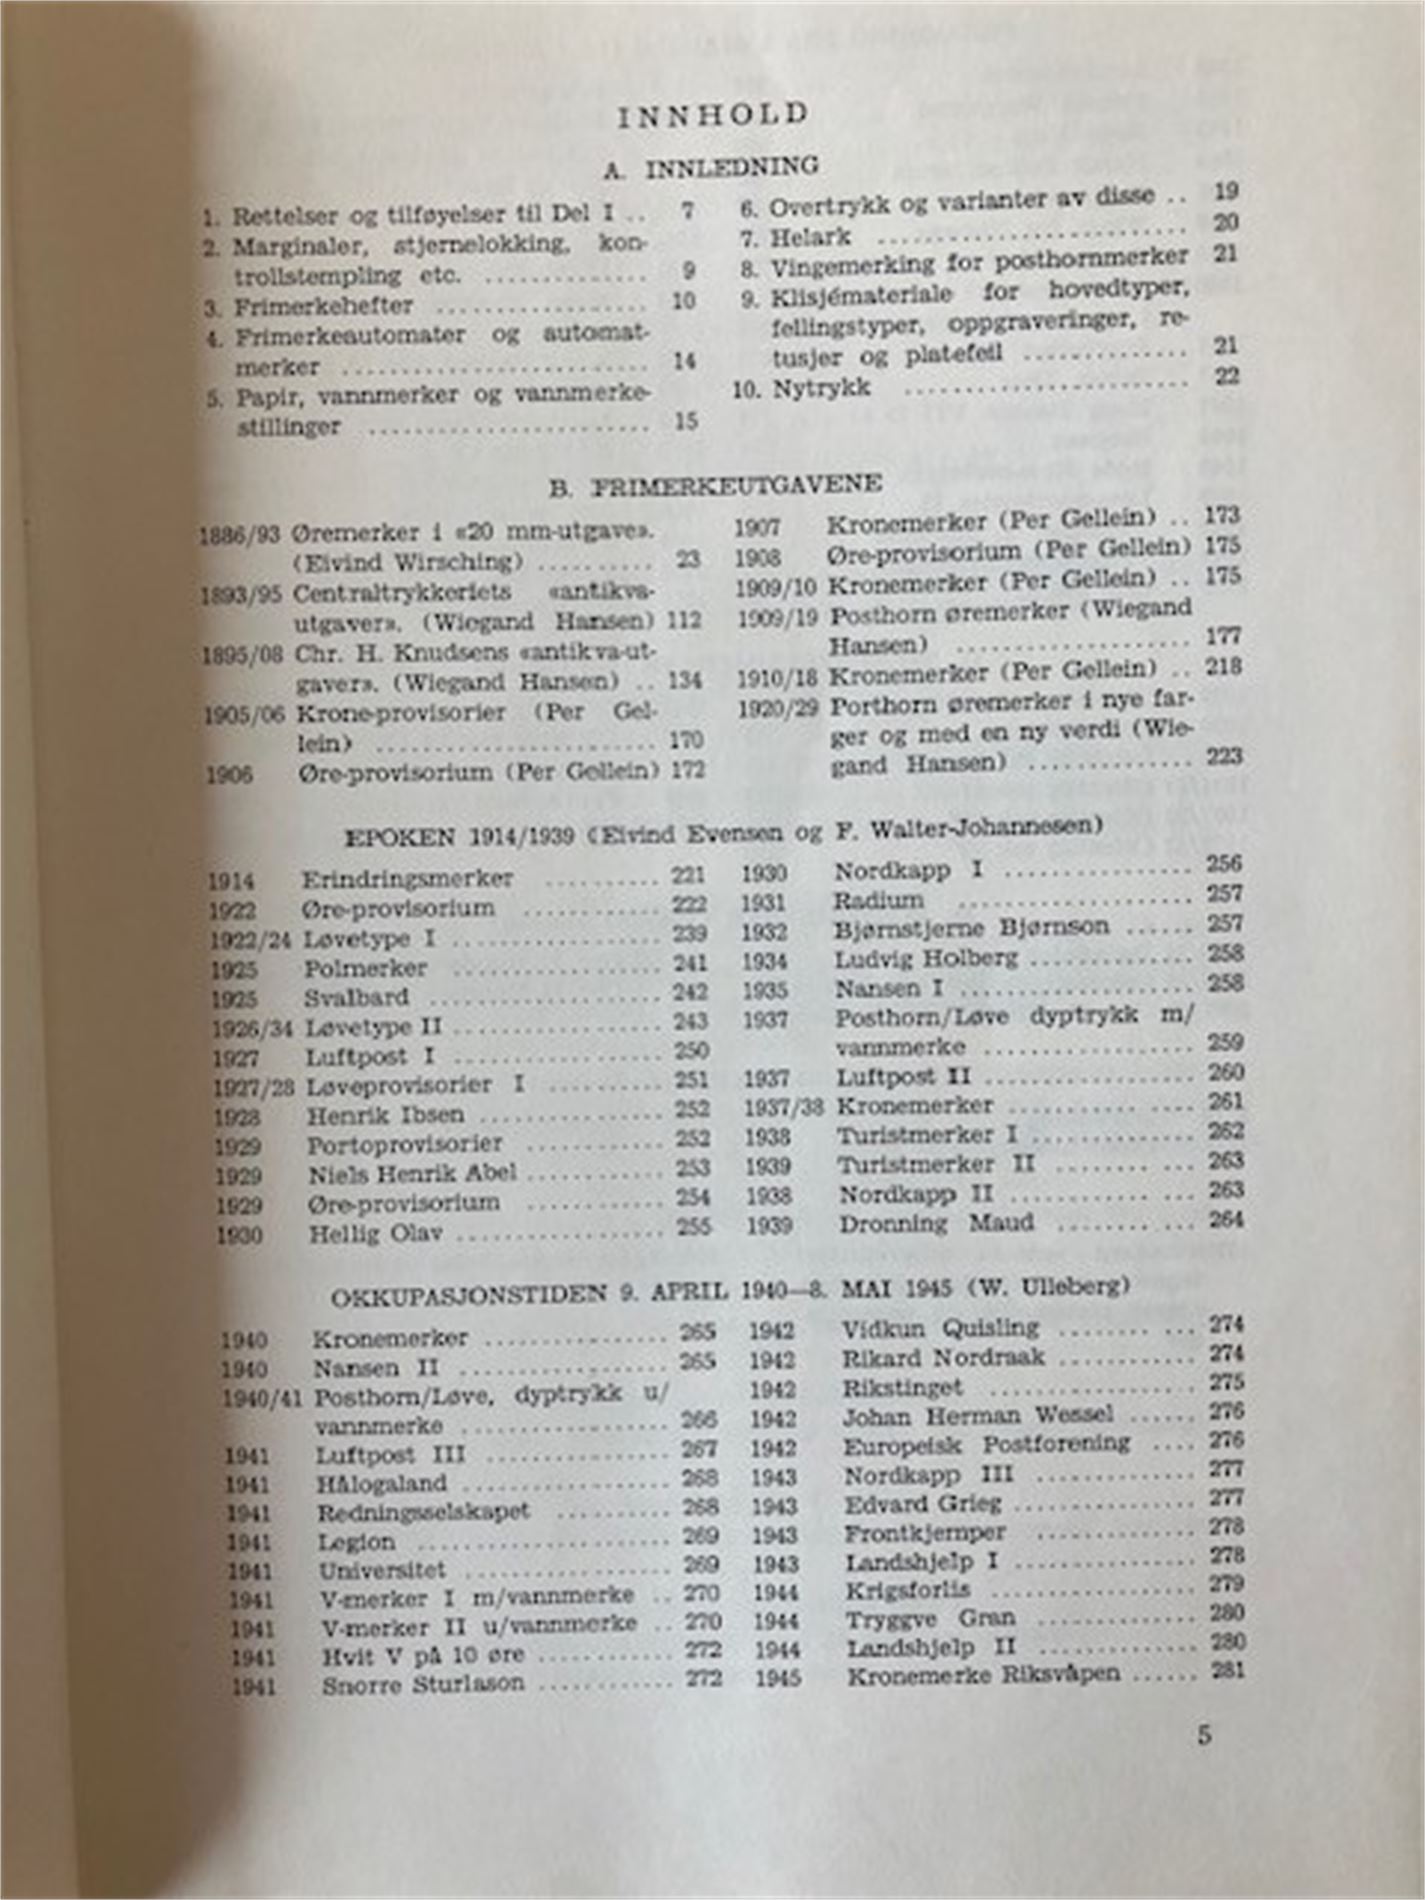 INNHOLD
A. INNLEDNING
1. Rettelser og tilføyelser til Del I .. 7
2. Marginaler, stjernelokking, kon-
trollstempling etc. .............. 9
3. Frimerkehefter .................. 10
4. Frimerkeautomater og automat-
merker .......................... 14
5. Papir, vannmerker og vannmerke-
stillinger ........................ 15
6. Overtrykk og varianter av disse .. 19
7. Helark .......................... 20
8. Vingemerking for posthornmerker 21
9. Klisjémateriale for hovedtyper,
fellingstyper, oppgraveringer, re-
tusjer og platefeil .............. 21
10. Nytrykk ........................ 22
B. FRIMERKEUTGAVENE
1886/93 Øremerker i «20 mm-utgave».
(Eivind Wirsching) .......... 23
1893/95 Centraltrykkeriets «antikva-
utgaver». (Wiegand Hansen) 112
1895/08 Chr. H. Knudsens «antikva-ut-
gaver». (Wiegand Hansen) .. 134
1905/06 Krone-provisorier (Per Gel-
lein) ........................ 170
1906 Øre-provisorium (Per Gellein) 172
1907 Kronemerker (Per Gellein) .. 173
1908 Øre-provisorium (Per Gellein) 175
1909/10 Kronemerker (Per Gellein) .. 175
1909/19 Posthorn øremerker (Wiegand
Hansen) .................... 177
1910/18 Kronemerker (Per Gellein) .. 218
1920/29 Porthorn øremerker i nye far-
ger og med en ny verdi (Wie-
gand Hansen) .............. 223
EPOKEN 1914/1939 (Eivind Evensen og F. Walter-Johannesen)
1914 Erindringsmerker .......... 221
1922 Øre-provisorium ............ 222
1922/24 Løvetype I .................. 239
1925 Polmerker .................. 241
1925 Svalbard .................... 242
1926/34 Løvetype II .................. 243
1927 Luftpost I .................. 250
1927/28 Løveprovisorier I .......... 251
1928 Henrik Ibsen ................ 252
1929 Portoprovisorier ............ 252
1929 Niels Henrik Abel ............ 253
1929 Øre-provisorium ............ 254
1930 Hellig Olav .................. 255
1930 Nordkapp I ................ 256
1931 Radium .................... 257
1932 Bjørnstjerne Bjørnson ...... 257
1934 Ludvig Holberg .............. 258
1935 Nansen I .................... 258
1937 Posthorn/Løve dyptrykk m/
vannmerke .................. 259
1937 Luftpost II .................. 260
1937/38 Kronemerker ............ .... 261
1938 Turistmerker I .............. 262
1939 Turistmerker II ........ ... 263
1938 Nordkapp II ............ ... 263
1939 Dronning Maud ........ ... 264
OKKUPASJONSTIDEN 9. APRIL 1940—8. MAI 1945 (W. Ulleberg)
1940 Kronemerker ................ 265
1940 Nansen II .................. 265
1940/41 Posthorn/Løve, dyptrykk u/
vannmerke .................. 266
1941 Luftpost III ................ 267
1941 Hålogaland .................. 268
1941 Redningsselskapet .......... 268
1941 Legion ...................... 269
1941 Universitet .................. 269
1941 V-merker I m/vannmerke .. 270
1941 V-merker II u/vannmerke .. 270
1941 Hvit V på 10 øre ............ 272
1941 Snorre Sturlason ............ 272
1942 Vidkun Quisling ........ ... 274
1942 Rikard Nordraak ............ 274
1942 Rikstinget .................. 275
1942 Johan Herman Wessel ...... 276
1942 Europeisk Postforening .... 276
1943 Nordkapp III .............. 277
1943 Edvard Grieg ................ 277
1943 Frontkjemper .............. 278
1943 Landshjelp I ................ 278
1944 Krigsforlis .................. 279
1944 Tryggve Gran .............. 280
1944 Landshjelp II .............. 280
1945 Kronemerke Riksvåpen ...... 281
5